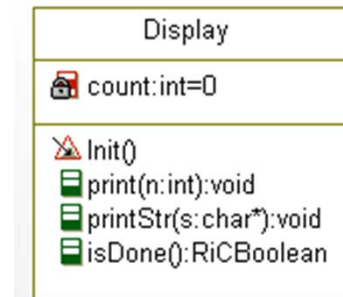 Display
count:int=0
Init()
print(n:int):void
printStr(s:char*):void
isDone():RiCBoolean